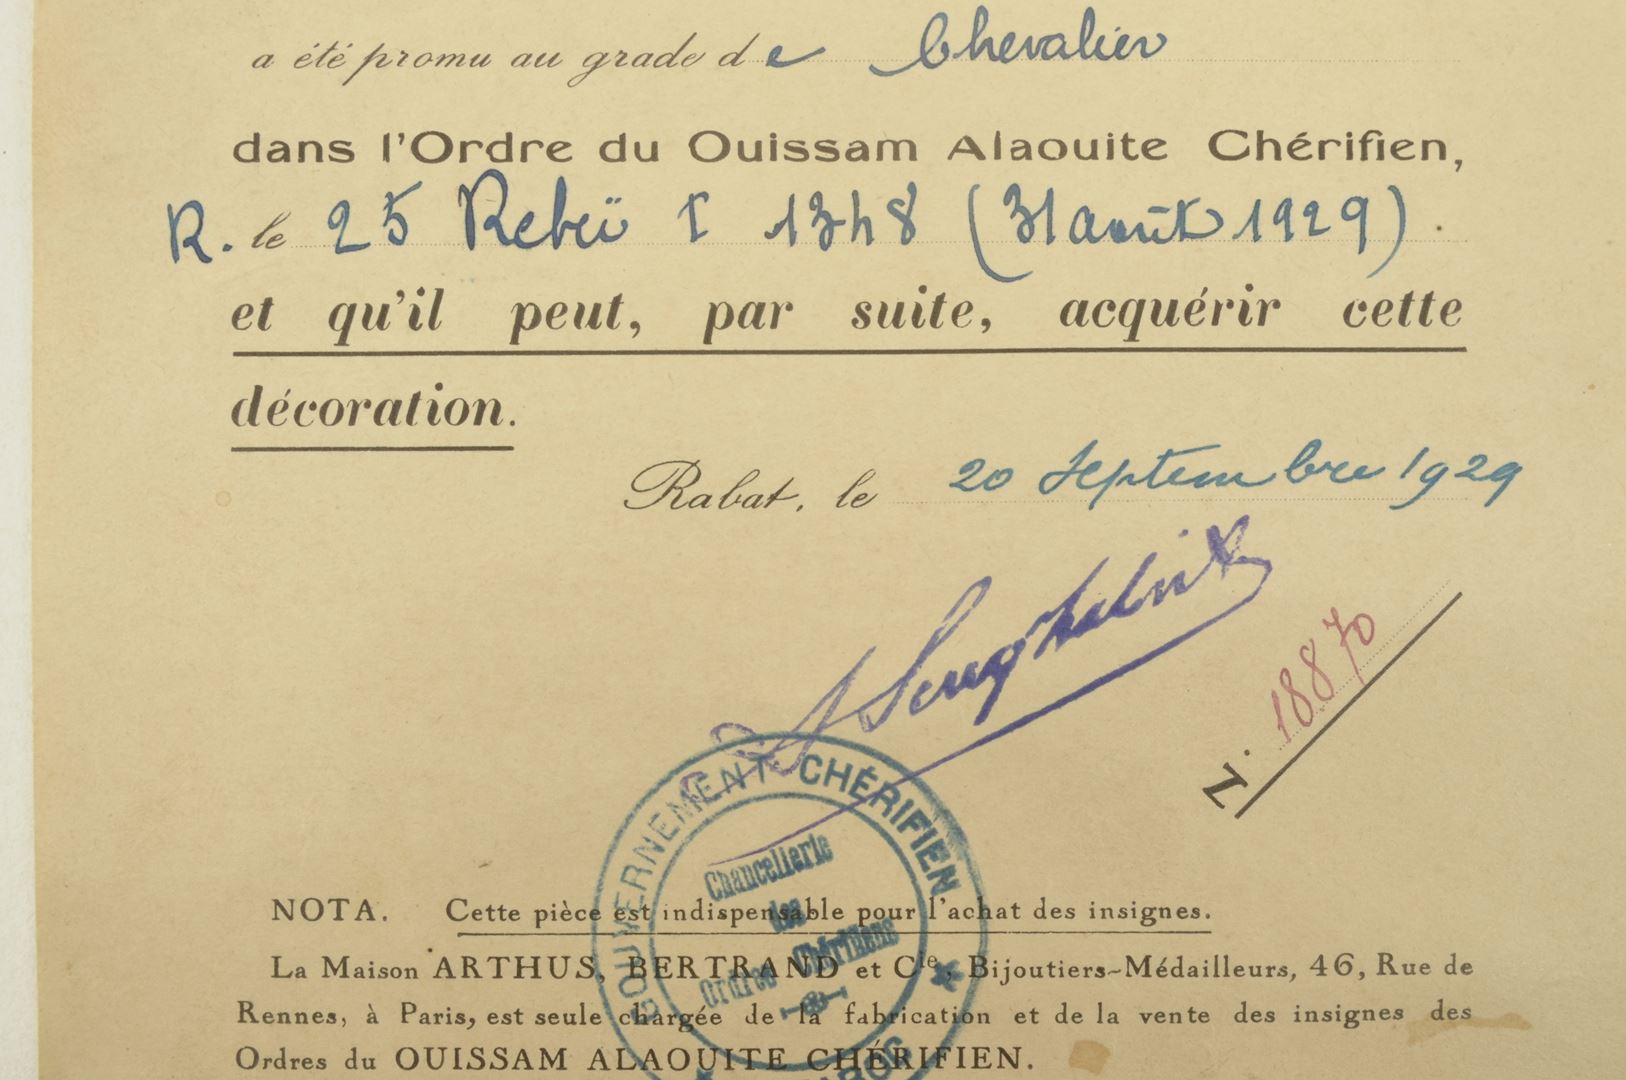 a été promu au grade de Chevalier
dans l'Ordre du Ouissam Alaouite Chérifien,
R. le 25 Rebeï I 1348 (31 août 1929).
et qu'il peut, par suite, acquérir cette
décoration.
Rabat, le 20 Septembre 1929
N. 18870
GOUVERNEMENT CHÉRIFIEN
Chancellerie
des
Ordres Chérifiens
NOTA. Cette pièce est indispensable pour l'achat des insignes.
La Maison ARTHUS, BERTRAND et Cie, Bijoutiers-Médailleurs, 46, Rue de
Rennes, à Paris, est seule chargée de la fabrication et de la vente des insignes des
Ordres du OUISSAM ALAOUITE CHÉRIFIEN.